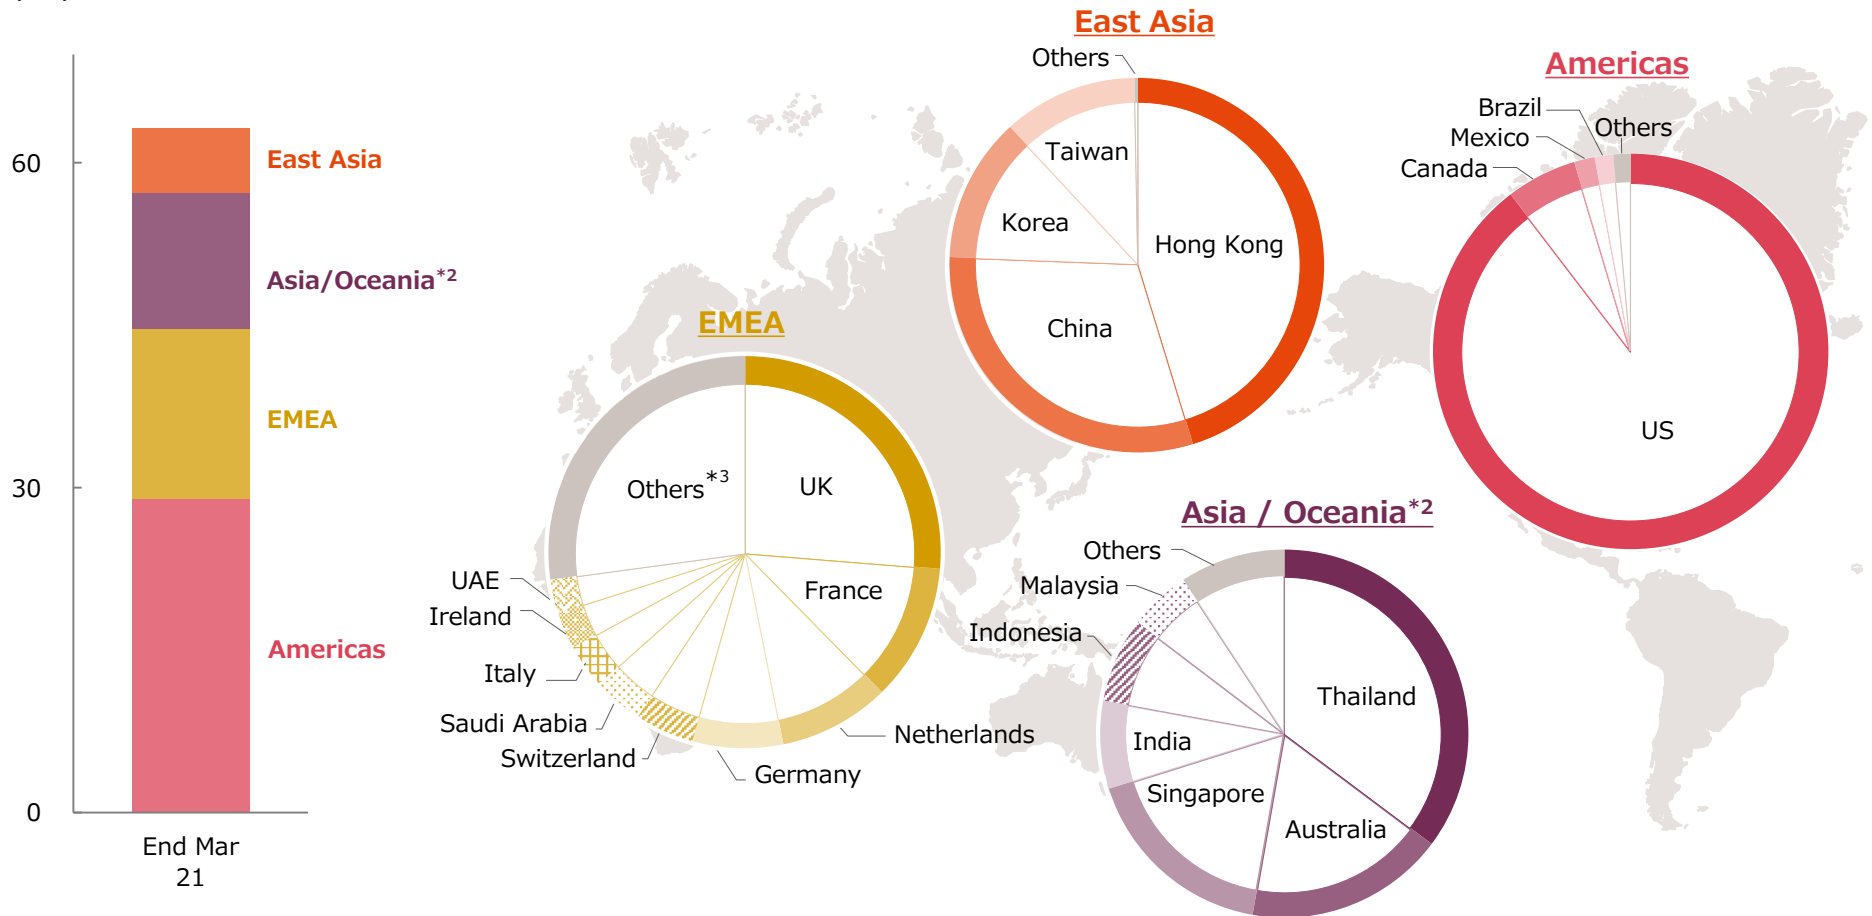 60
30
0
East Asia
Asia/Oceania*2
EMEA
Americas
End Mar
21
East Asia
Others
Taiwan
Korea
Hong Kong
China
Americas
Brazil
Mexico
Others
Canada
US
EMEA
Others*3
UK
France
UAE
Ireland
Italy
Saudi Arabia
Switzerland
Germany
Netherlands
Asia / Oceania*2
Others
Malaysia
Indonesia
Thailand
India
Singapore
Australia